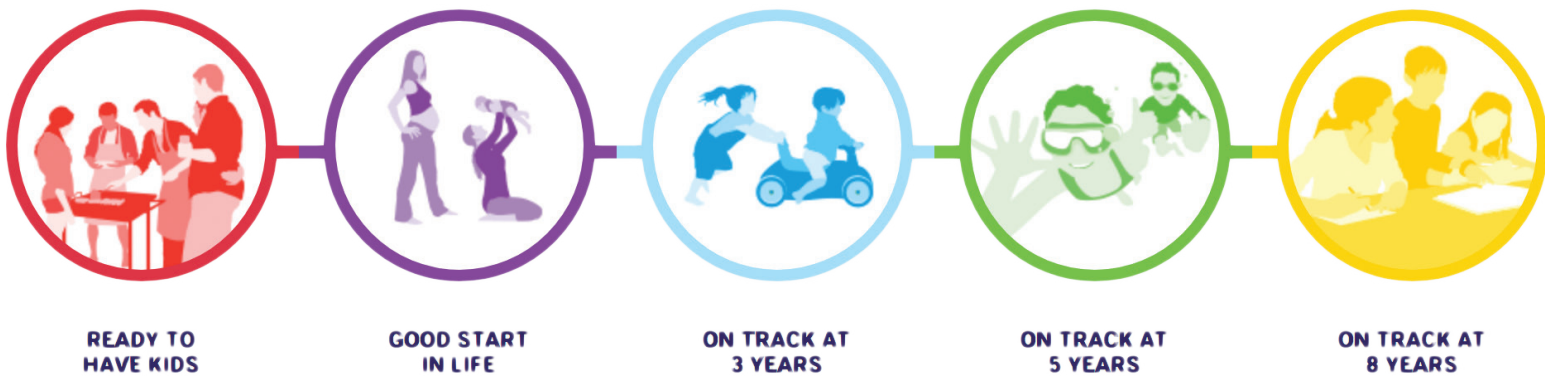 READY TO
HAVE KIDS
GOOD START
IN LIFE
ON TRACK AT
3 YEARS
ON TRACK AT
5 YEARS
ON TRACK AT
8 YEARS